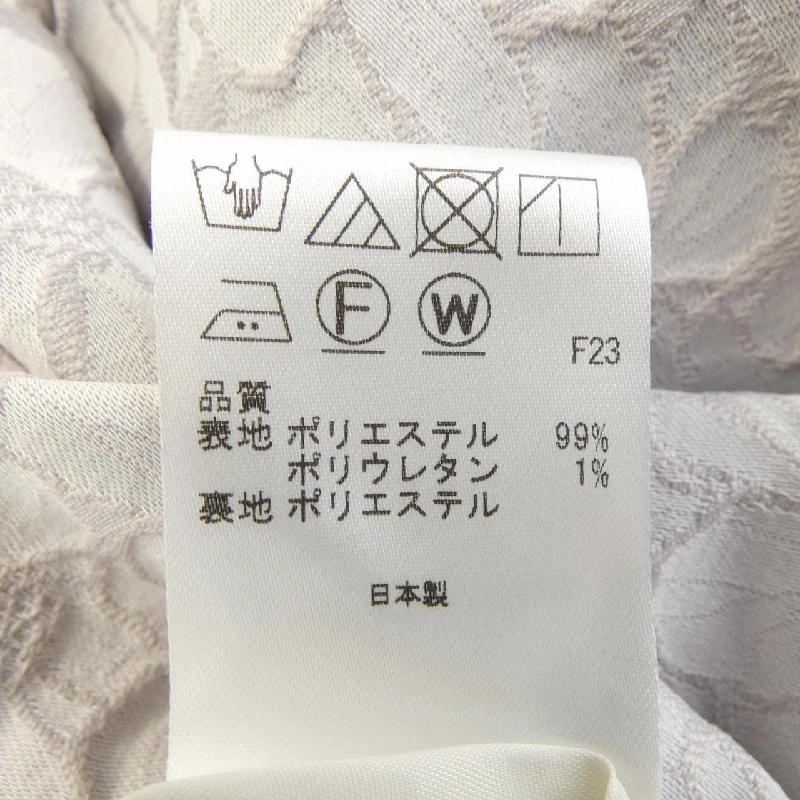 F W
F23
品質
表地 ポリエステル 99%
ポリウレタン 1%
裏地 ポリエステル
日本製